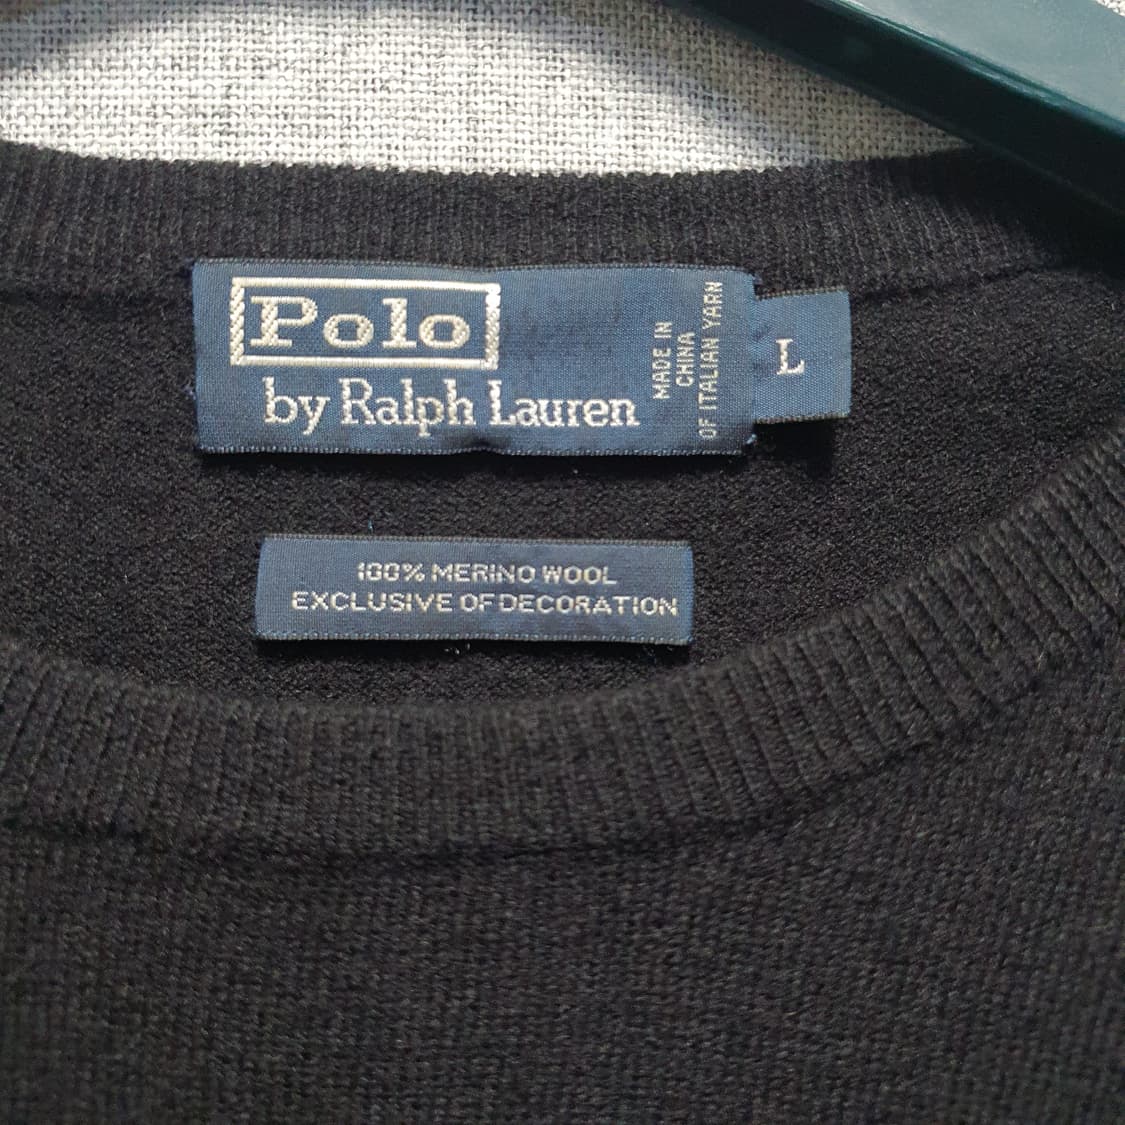 Polo
by Ralph Lauren
MADE IN
CHINA
OF ITALIAN YARN
L
100% MERINO WOOL
EXCLUSIVE OF DECORATION